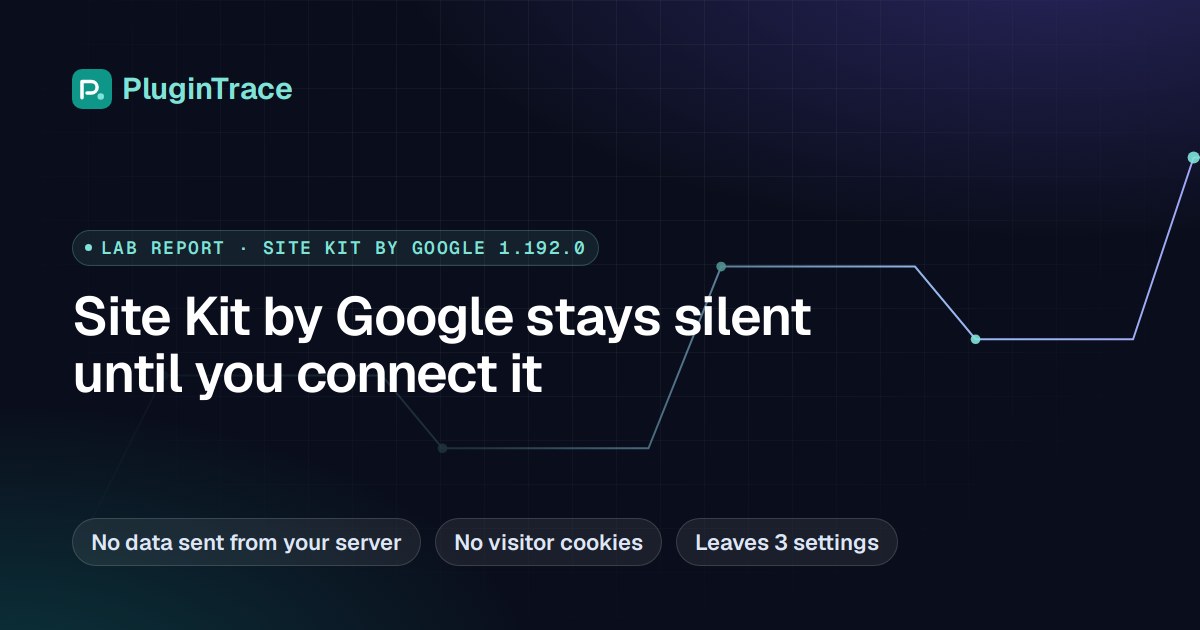 PluginTrace
LAB REPORT · SITE KIT BY GOOGLE 1.192.0
Site Kit by Google stays silent
until you connect it
No data sent from your server
No visitor cookies
Leaves 3 settings